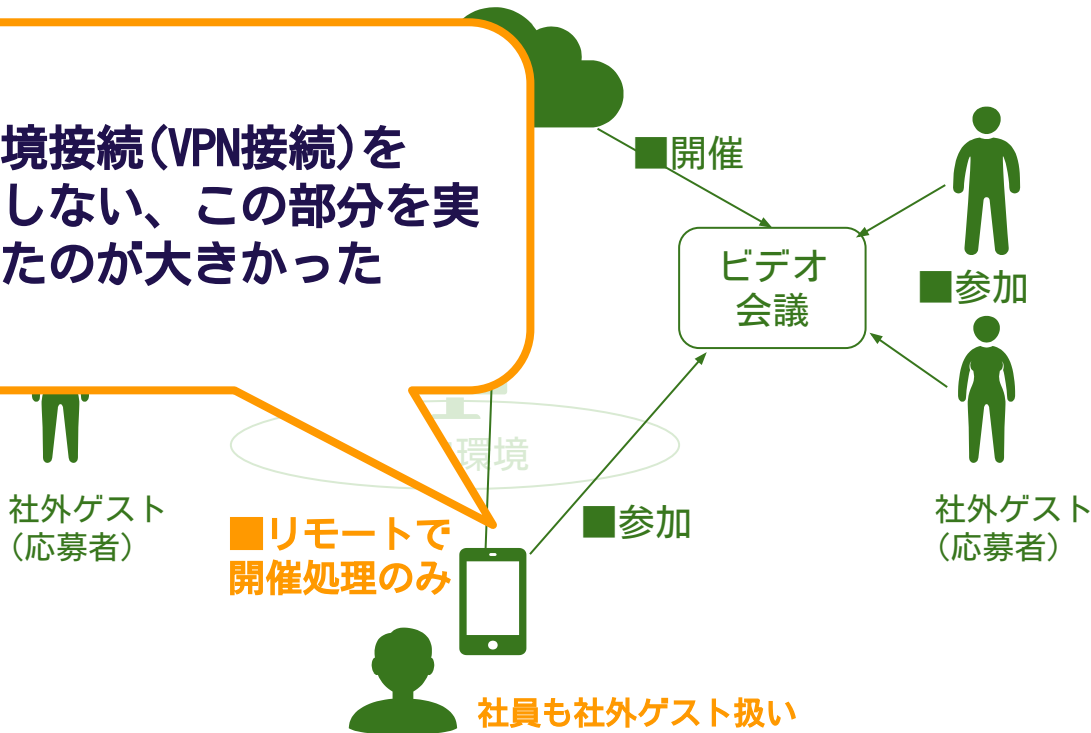 境接続(VPN接続)を
しない、この部分を実
たのが大きかった
■開催
ビデオ
会議
■参加
環境
■参加
社外ゲスト
(応募者)
社外ゲスト
(応募者)
■リモートで
開催処理のみ
社員も社外ゲスト扱い